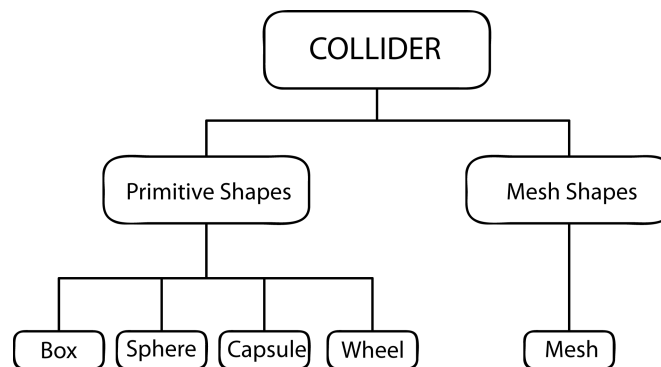 COLLIDER
Primitive Shapes
Mesh Shapes
Box
Sphere
Capsule
Wheel
Mesh